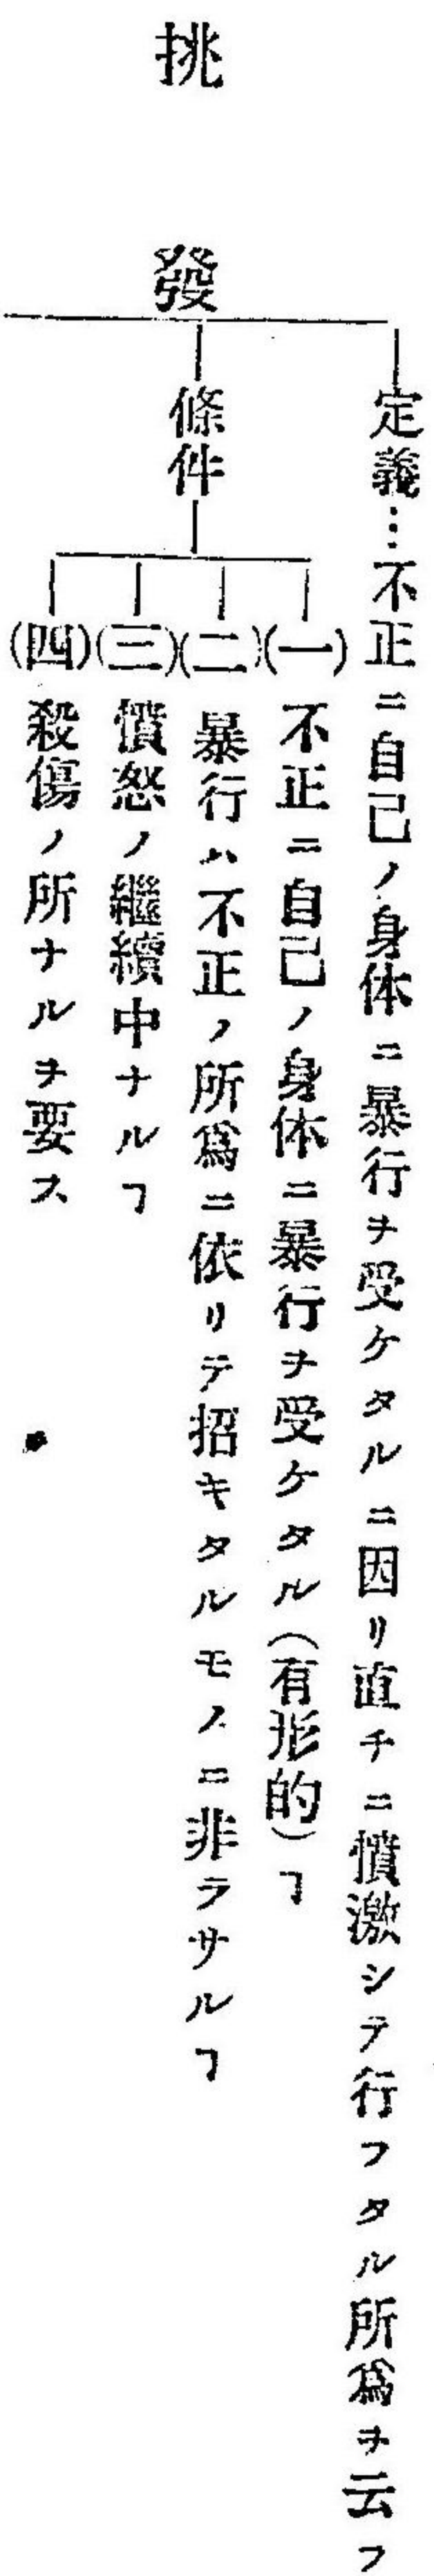 挑發
定義…不正ニ自己ノ身体ニ暴行ヲ受ケタルニ因リ直チニ憤激シテ行フタル所爲ヲ云フ
條件
(一)不正ニ自己ノ身体ニ暴行ヲ受ケタル(有形的)ヿ
(二)暴行ハ不正ノ所爲ニ依リテ招キタルモノニ非ラサルヿ
(三)憤怒ノ繼續中ナルヿ
(四)殺傷ノ所ナルヲ要ス